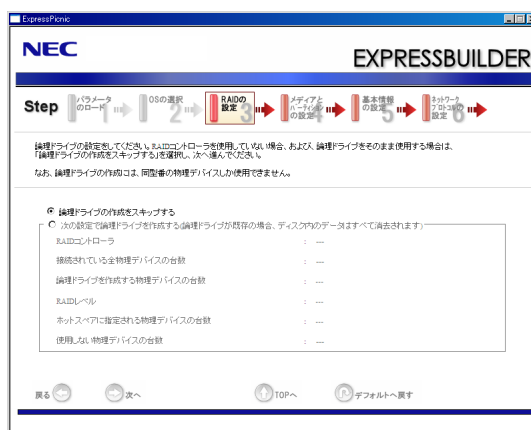 ExpressPicnic
NEC
EXPRESSBUILDER
Step
パラメータのロード 1
OSの選択 2
RAIDの設定 3
メディアとパーティションの設定 4
基本情報の設定 5
ネットワークプロトコルの設定 6
論理ドライブの設定をしてください。RAIDコントローラを使用していない場合、および、論理ドライブをそのまま使用する場合は、
「論理ドライブの作成をスキップする」を選択し、次へ進んでください。
なお、論理ドライブの作成には、同型番の物理デバイスしか使用できません。
論理ドライブの作成をスキップする
次の設定で論理ドライブを作成する(論理ドライブが既存の場合、ディスク内のデータはすべて消去されます)
RAIDコントローラ : ---
接続されている全物理デバイスの台数 : ---
論理ドライブを作成する物理デバイスの台数 : ---
RAIDレベル : ---
ホットスペアに指定される物理デバイスの台数 : ---
使用しない物理デバイスの台数 : ---
戻る 次へ TOPへ デフォルトへ戻す